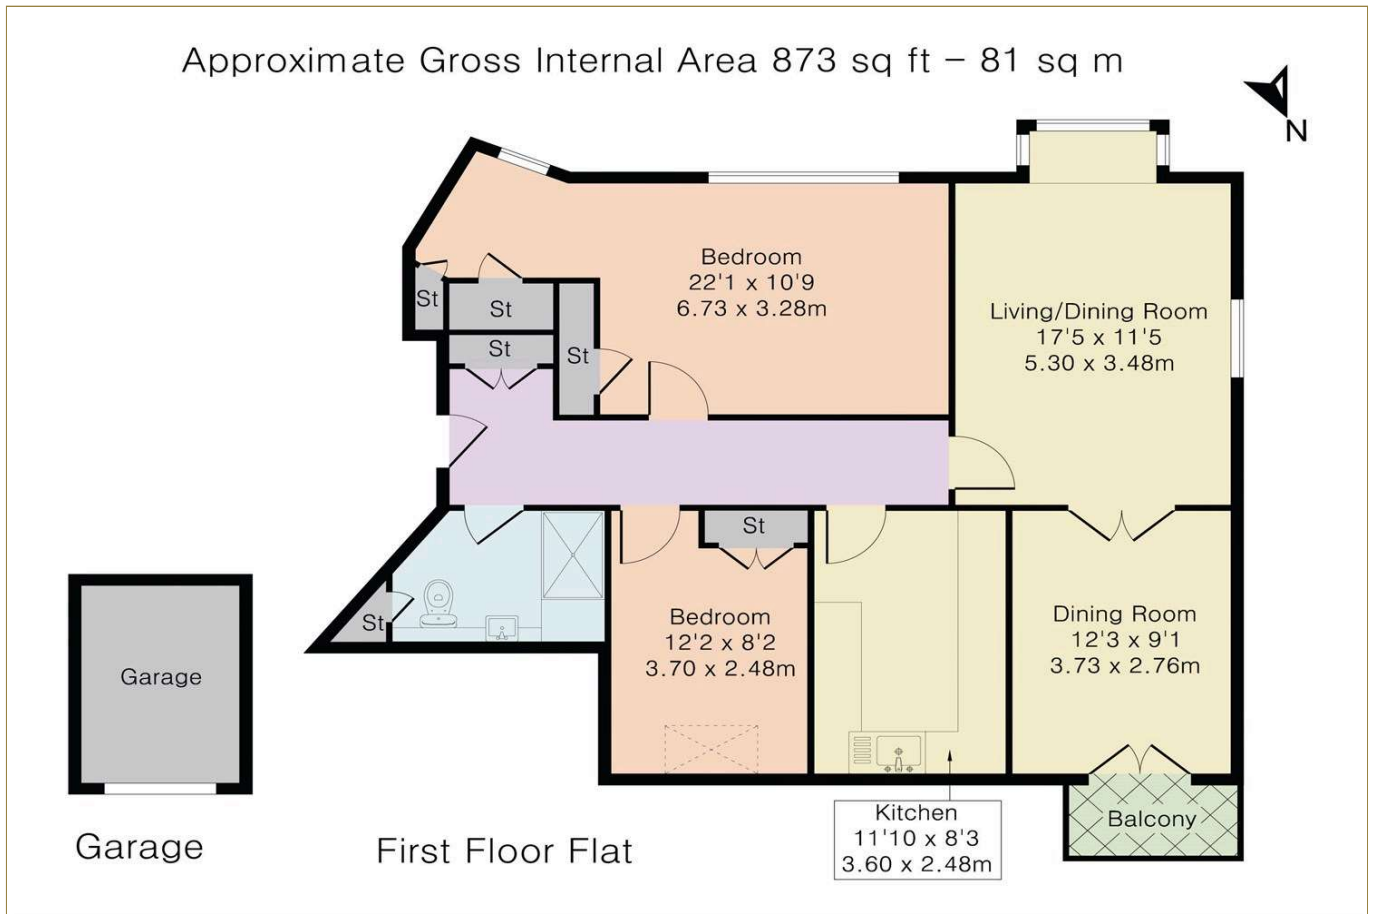 Approximate Gross Internal Area 873 sq ft – 81 sq m
N
Bedroom
22'1 x 10'9
6.73 x 3.28m
Living/Dining Room
17'5 x 11'5
5.30 x 3.48m
St
St
St
St
St
Bedroom
12'2 x 8'2
3.70 x 2.48m
Dining Room
12'3 x 9'1
3.73 x 2.76m
St
Garage
Kitchen
11'10 x 8'3
3.60 x 2.48m
Balcony
Garage
First Floor Flat